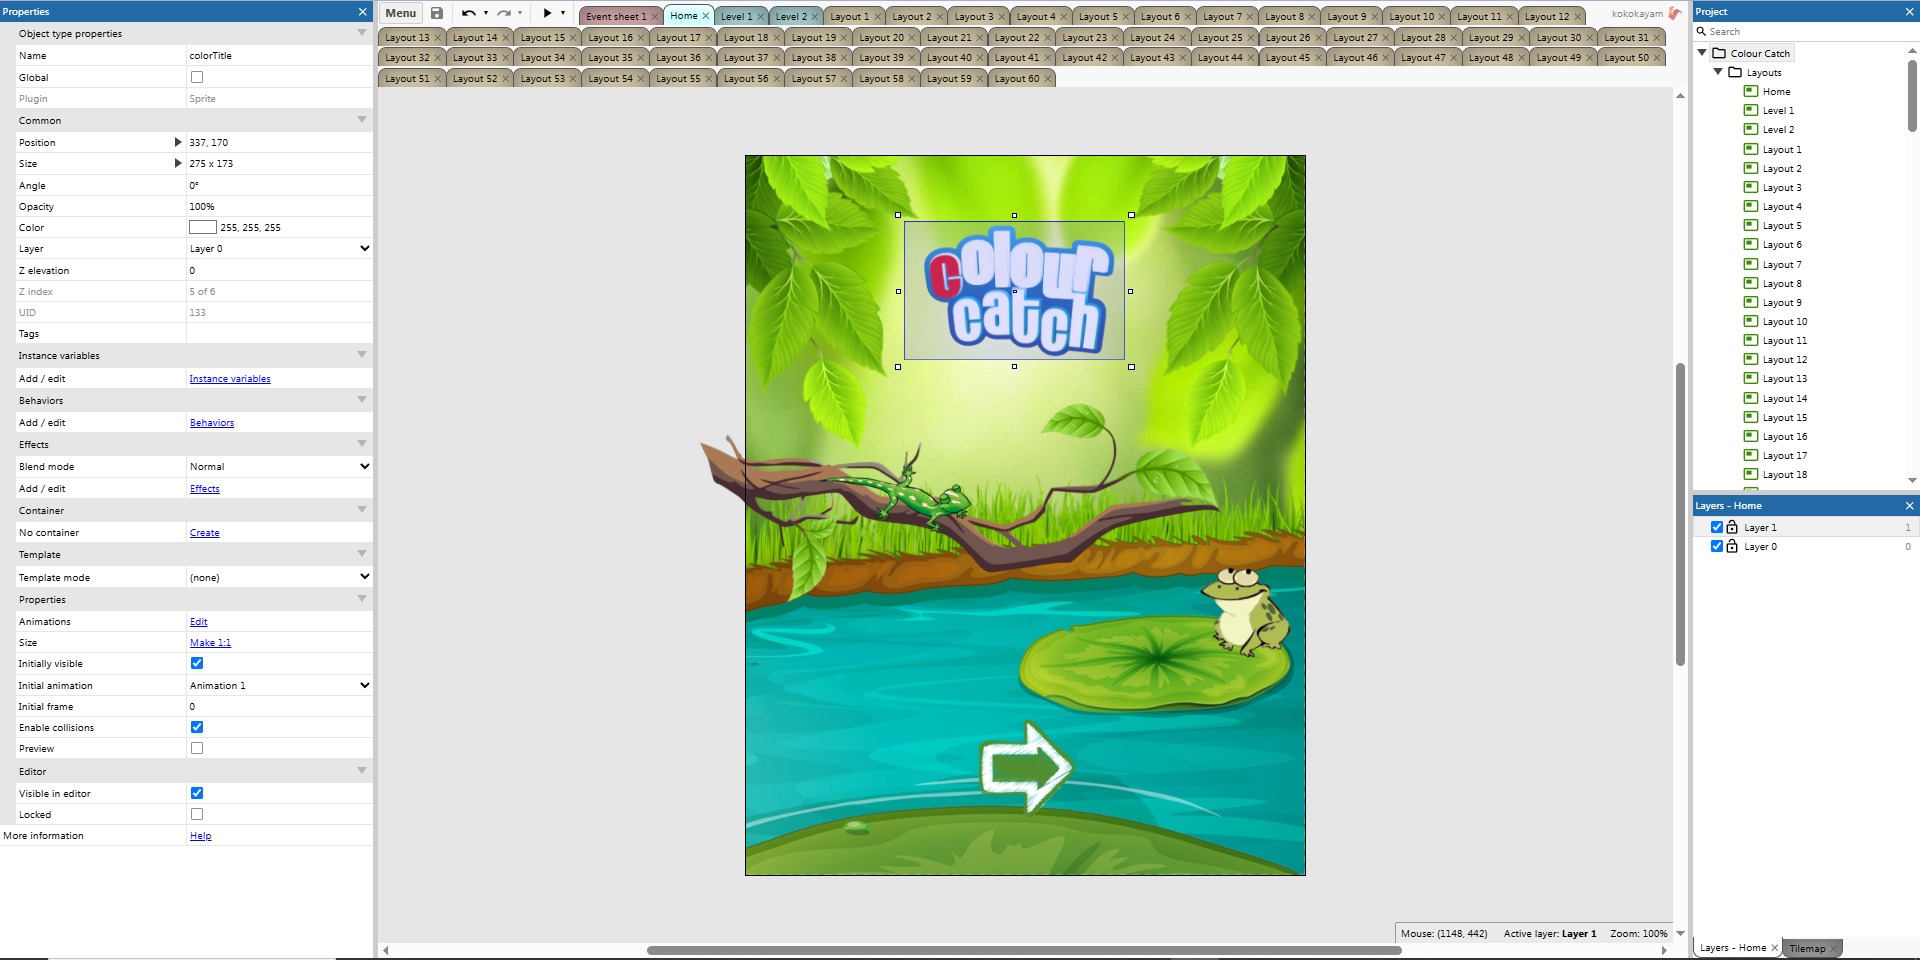 Properties
Object type properties
Name colorTitle
Global
Plugin Sprite
Common
Position 337, 170
Size 275 x 173
Angle 0°
Opacity 100%
Color 255, 255, 255
Layer Layer 0
Z elevation 0
Z index 5 of 6
UID 133
Tags
Instance variables
Add / edit Instance variables
Behaviors
Add / edit Behaviors
Effects
Blend mode Normal
Add / edit Effects
Container
No container Create
Template
Template mode (none)
Properties
Animations Edit
Size Make 1:1
Initially visible
Initial animation Animation 1
Initial frame 0
Enable collisions
Preview
Editor
Visible in editor
Locked
More information Help
Menu
Event sheet 1 Home Level 1 Level 2 Layout 1 Layout 2 Layout 3 Layout 4 Layout 5 Layout 6 Layout 7 Layout 8 Layout 9 Layout 10 Layout 11 Layout 12
kokokayam
Layout 13 Layout 14 Layout 15 Layout 16 Layout 17 Layout 18 Layout 19 Layout 20 Layout 21 Layout 22 Layout 23 Layout 24 Layout 25 Layout 26 Layout 27 Layout 28 Layout 29 Layout 30 Layout 31
Layout 32 Layout 33 Layout 34 Layout 35 Layout 36 Layout 37 Layout 38 Layout 39 Layout 40 Layout 41 Layout 42 Layout 43 Layout 44 Layout 45 Layout 46 Layout 47 Layout 48 Layout 49 Layout 50
Layout 51 Layout 52 Layout 53 Layout 54 Layout 55 Layout 56 Layout 57 Layout 58 Layout 59 Layout 60
colour
catch
Mouse: (1148, 442) Active layer: Layer 1 Zoom: 100%
Project
Search
Colour Catch
Layouts
Home
Level 1
Level 2
Layout 1
Layout 2
Layout 3
Layout 4
Layout 5
Layout 6
Layout 7
Layout 8
Layout 9
Layout 10
Layout 11
Layout 12
Layout 13
Layout 14
Layout 15
Layout 16
Layout 17
Layout 18
Layers - Home
Layer 1 1
Layer 0 0
Layers - Home Tilemap